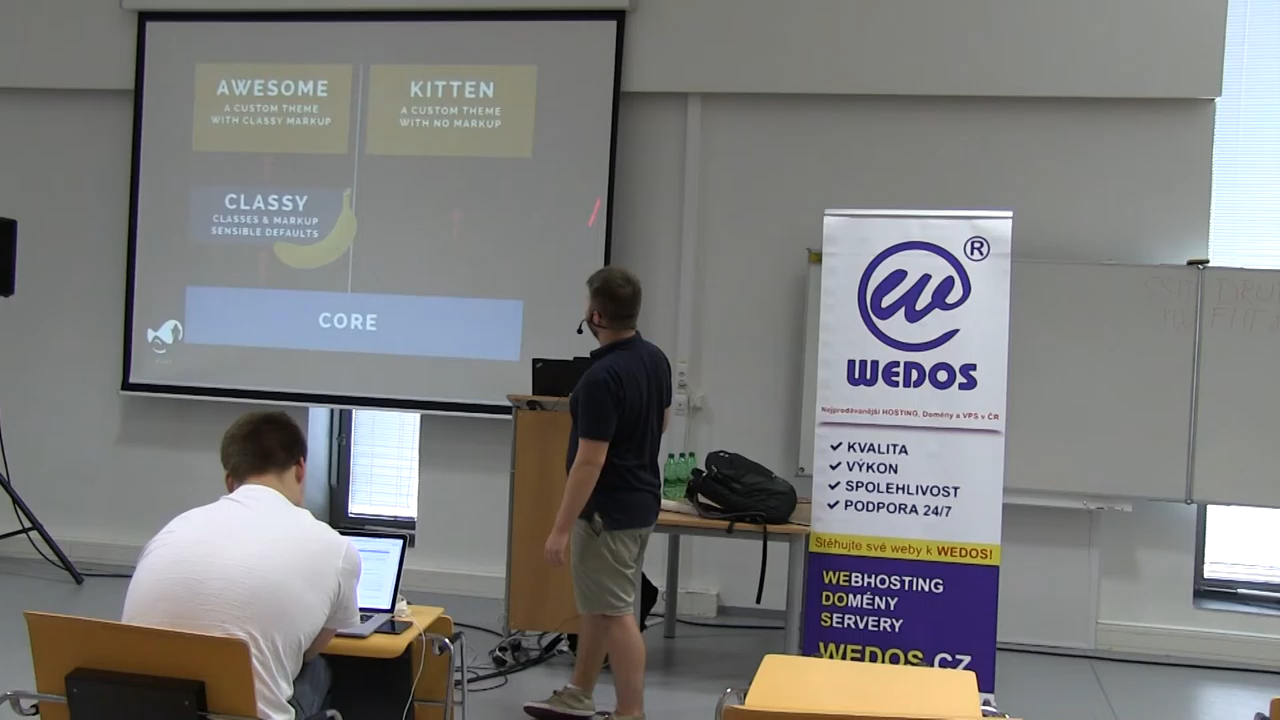 AWESOME
A CUSTOM THEME
WITH CLASSY MARKUP
KITTEN
A CUSTOM THEME
WITH NO MARKUP
CLASSY
CLASSES & MARKUP
SENSIBLE DEFAULTS
CORE
®
WEDOS
Nejprodávanější HOSTING, Domény a VPS v ČR
✓ KVALITA
✓ VÝKON
✓ SPOLEHLIVOST
✓ PODPORA 24/7
Stěhujte své weby k WEDOS!
WEBHOSTING
DOMÉNY
SERVERY
WEDOS.CZ